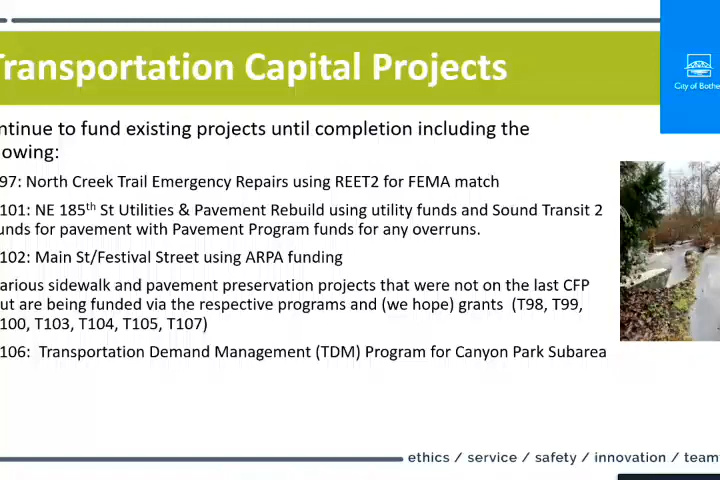 Transportation Capital Projects
City of Bothe
ntinue to fund existing projects until completion including the
owing:
97: North Creek Trail Emergency Repairs using REET2 for FEMA match
101: NE 185th St Utilities & Pavement Rebuild using utility funds and Sound Transit 2
unds for pavement with Pavement Program funds for any overruns.
102: Main St/Festival Street using ARPA funding
arious sidewalk and pavement preservation projects that were not on the last CFP
ut are being funded via the respective programs and (we hope) grants (T98, T99,
100, T103, T104, T105, T107)
106: Transportation Demand Management (TDM) Program for Canyon Park Subarea
ethics / service / safety / innovation / team